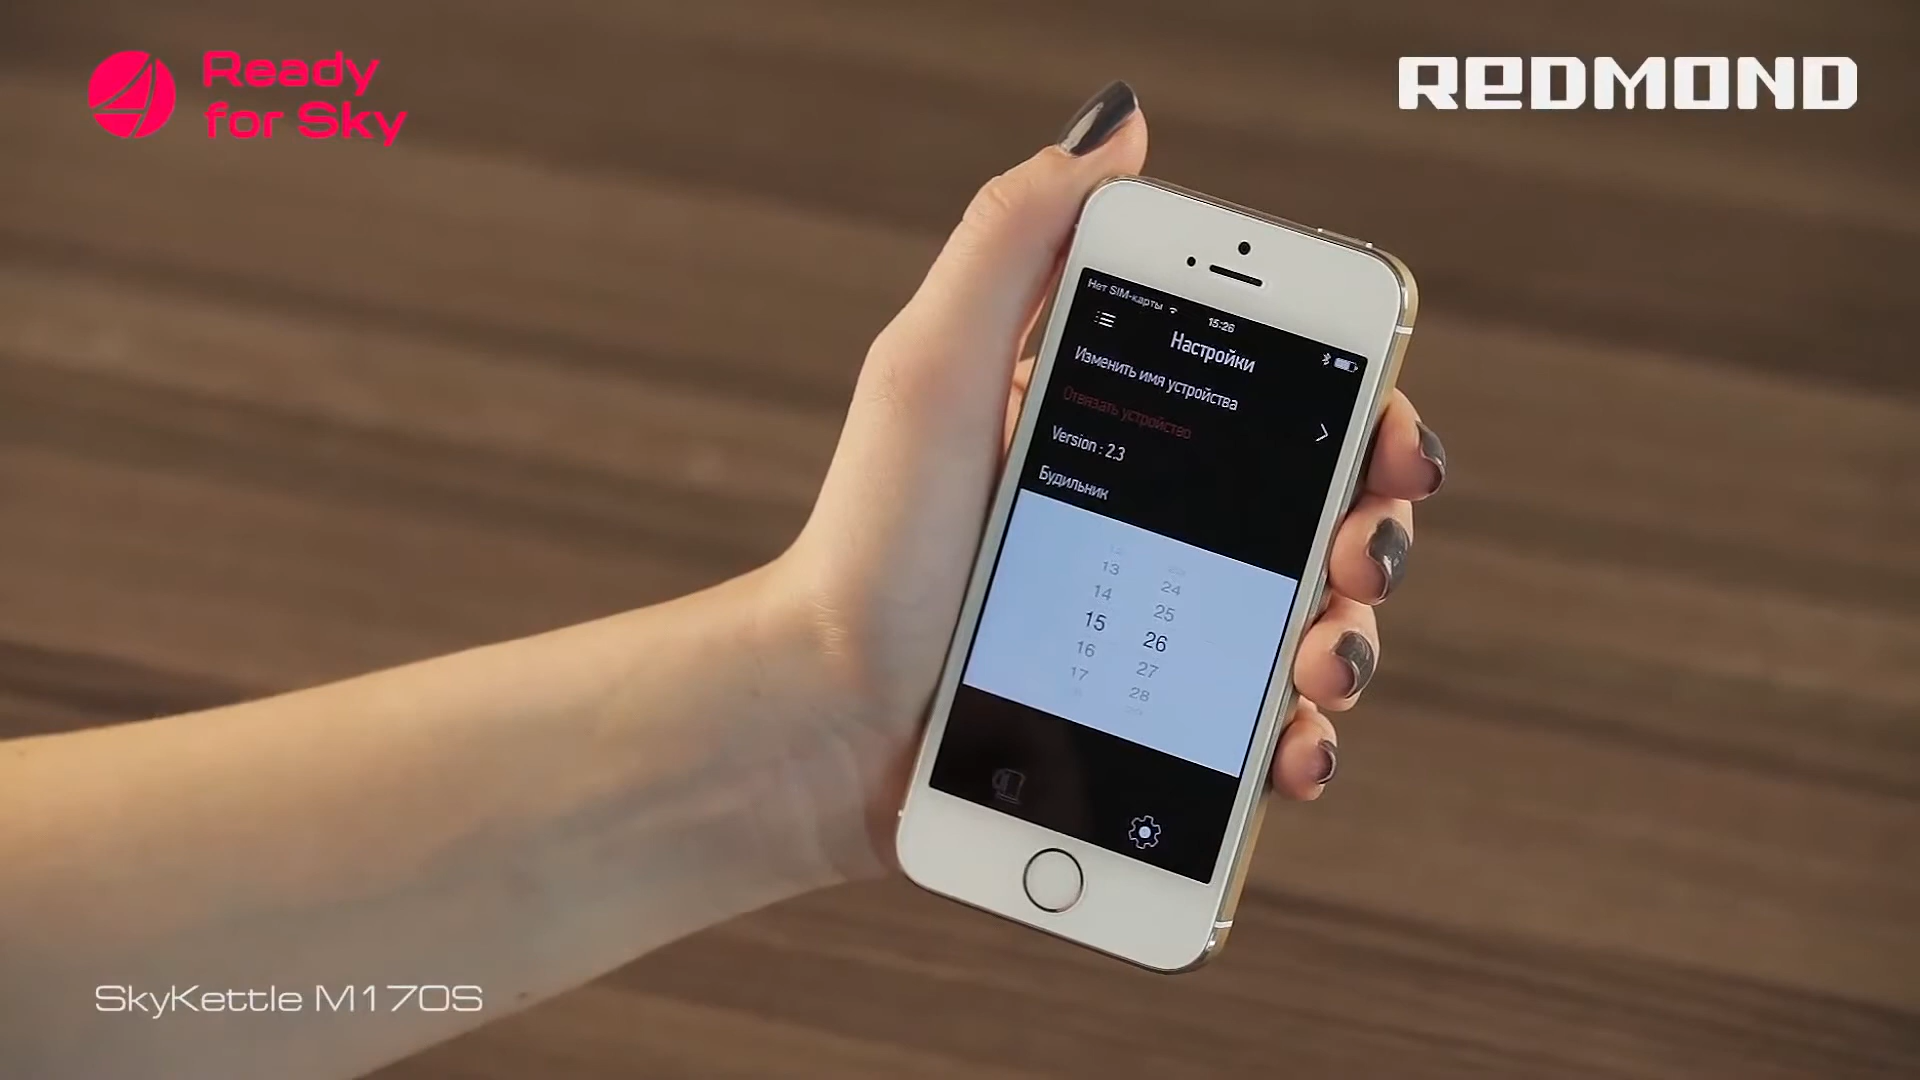 Ready
for Sky
REDMOND
Нет SIM-карты
15:26
Настройки
Изменить имя устройства
Отвязать устройство
Version : 2.3
Будильник
13 24
14 25
15 26
16 27
17 28
SkyKettle M170S